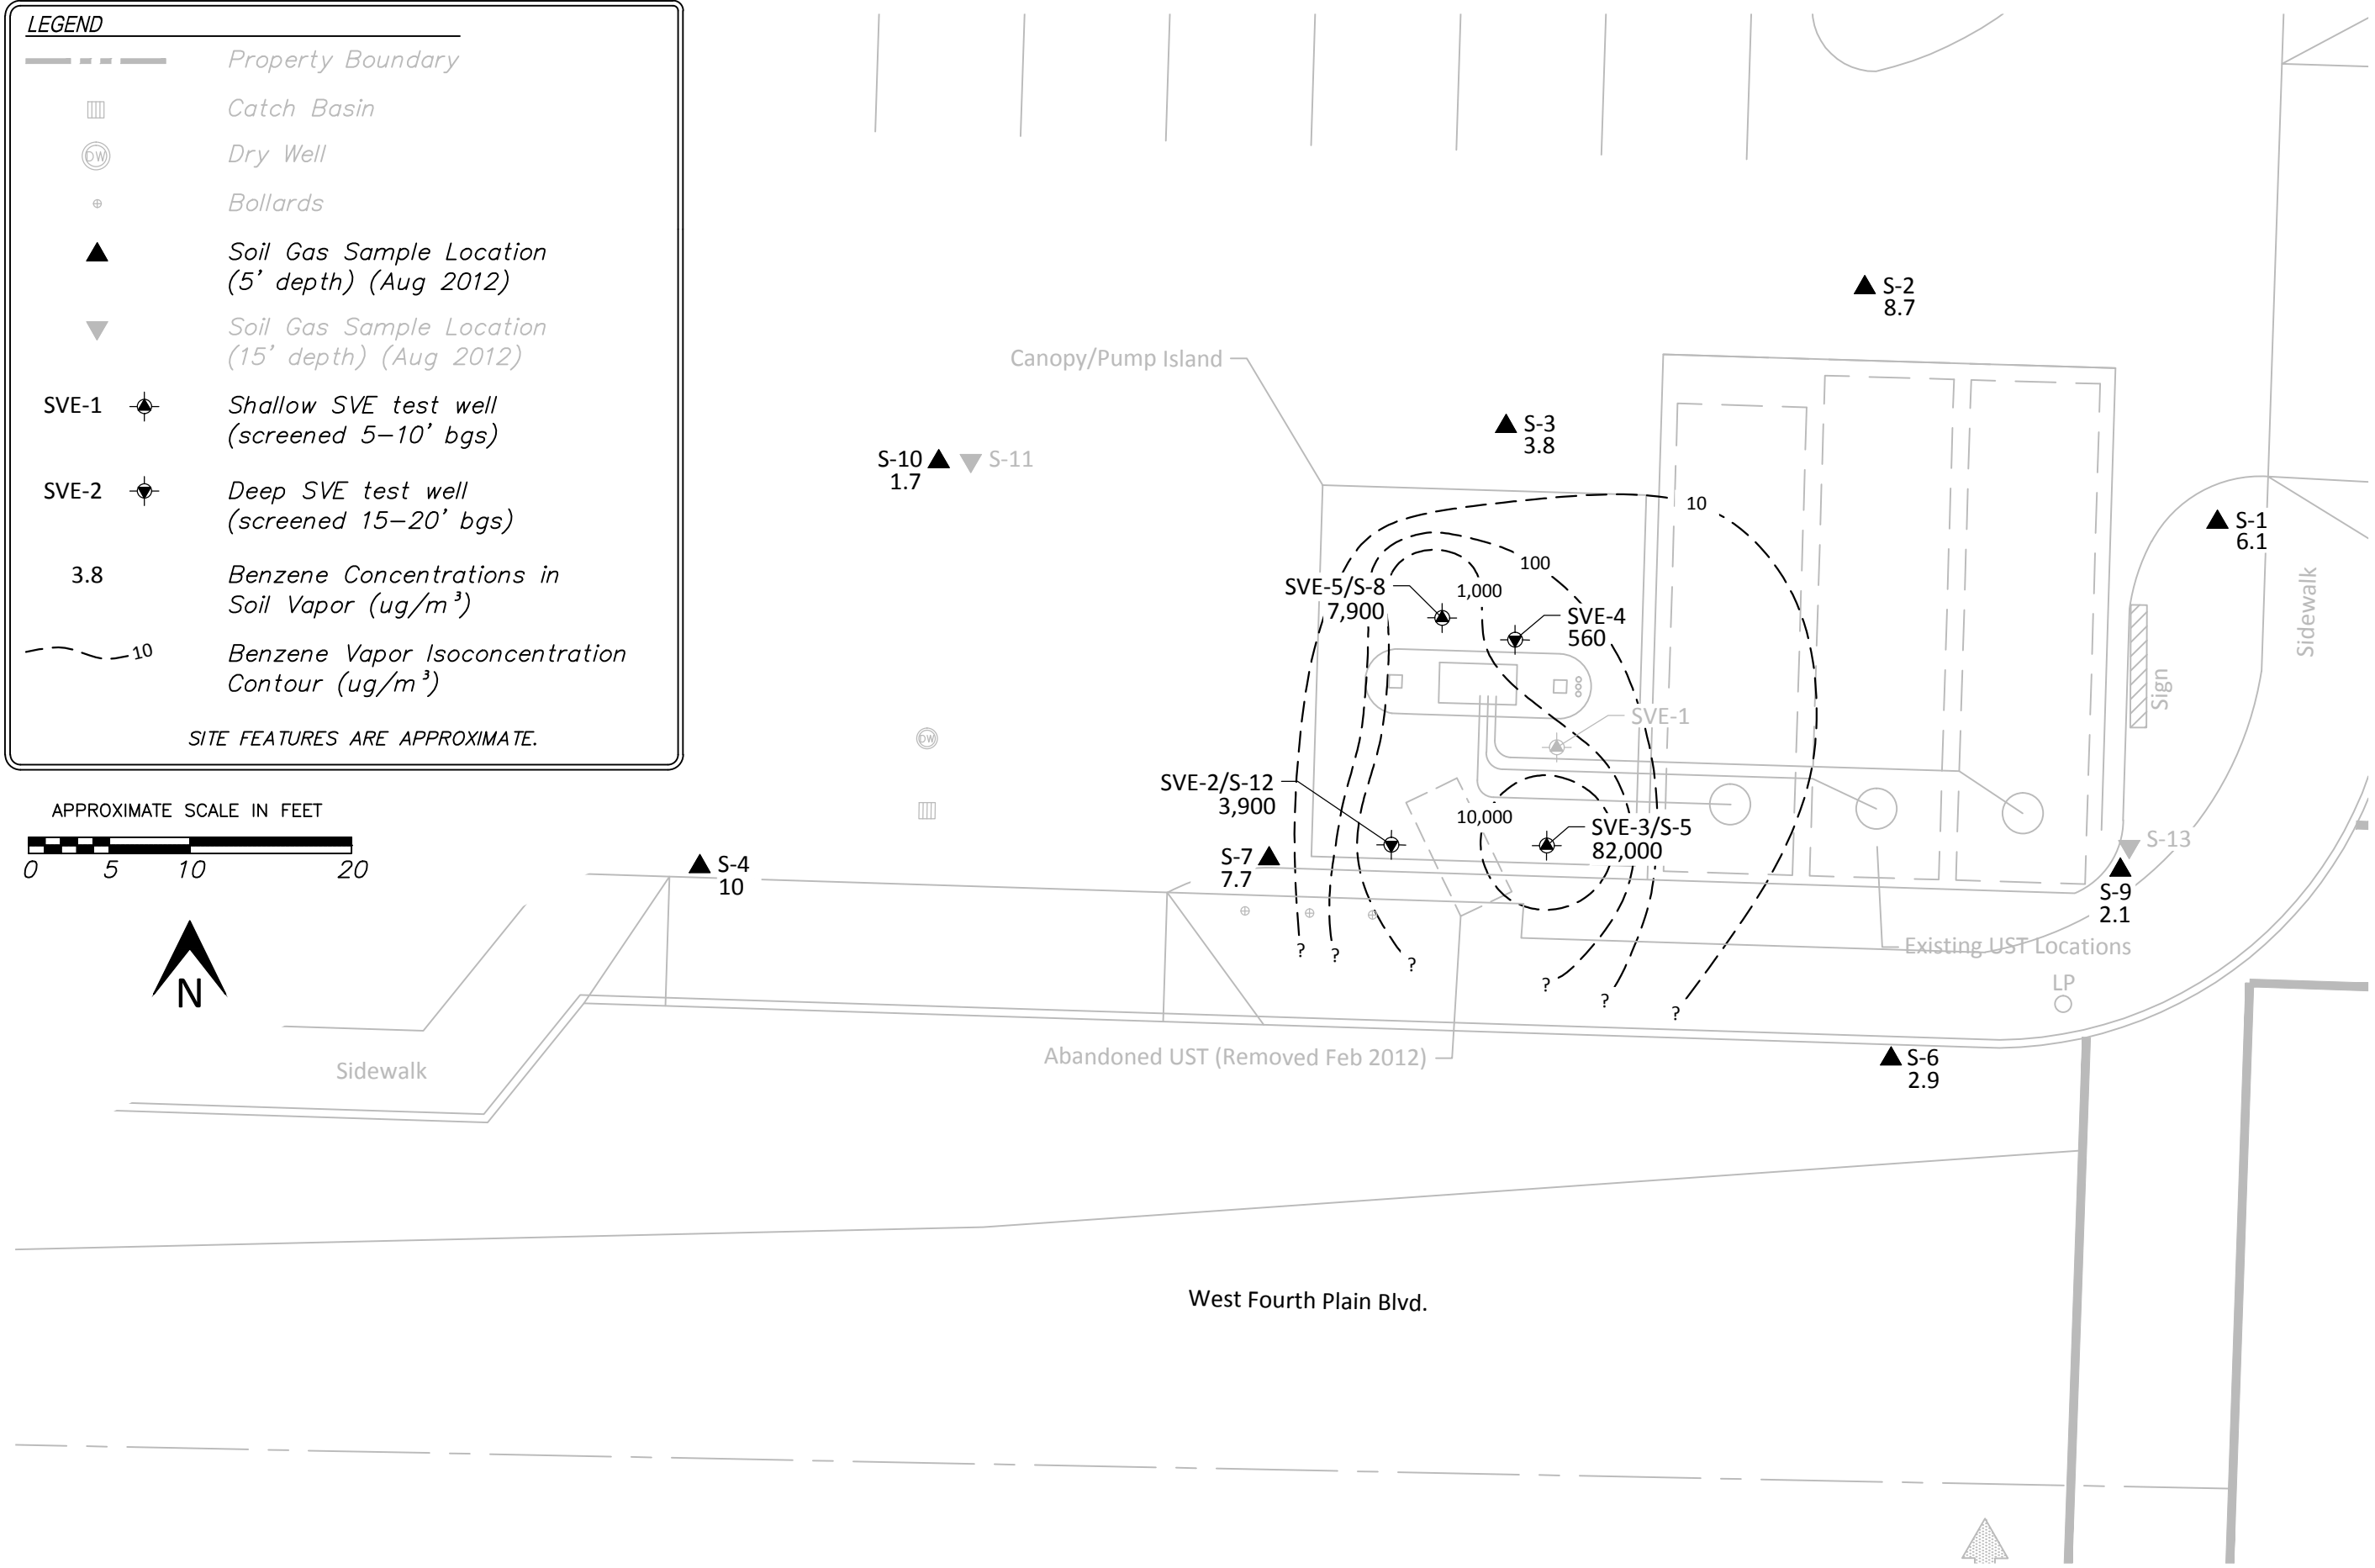 LEGEND
Property Boundary
Catch Basin
DW
Dry Well
Bollards
Soil Gas Sample Location
(5' depth) (Aug 2012)
Soil Gas Sample Location
(15' depth) (Aug 2012)
SVE-1
Shallow SVE test well
(screened 5–10' bgs)
SVE-2
Deep SVE test well
(screened 15–20' bgs)
3.8
Benzene Concentrations in
Soil Vapor (ug/m³)
10
Benzene Vapor Isoconcentration
Contour (ug/m³)
SITE FEATURES ARE APPROXIMATE.
APPROXIMATE SCALE IN FEET
0 5 10 20
N
S-2
8.7
Canopy/Pump Island
S-3
3.8
S-10
1.7
S-11
10
S-1
6.1
100
SVE-5/S-8
7,900
1,000
SVE-4
560
Sidewalk
Sign
SVE-1
DW
SVE-2/S-12
3,900
10,000
SVE-3/S-5
82,000
S-13
S-7
7.7
S-4
10
S-9
2.1
? ? ? ? ? ?
Existing UST Locations
LP
Abandoned UST (Removed Feb 2012)
S-6
2.9
Sidewalk
West Fourth Plain Blvd.